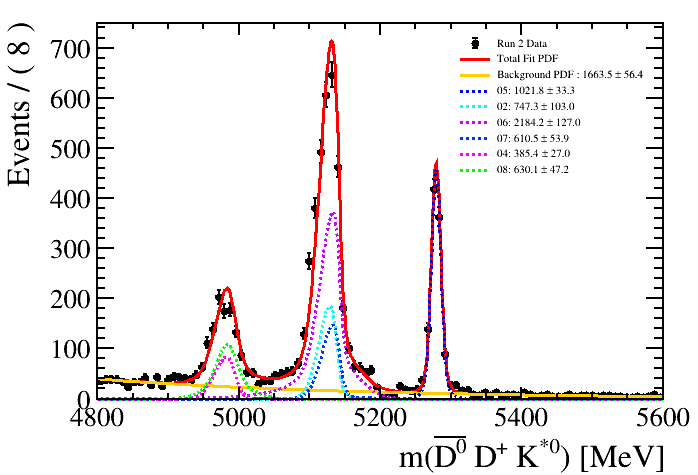 Events / ( 8 )
700
600
500
400
300
200
100
0
4800
5000
5200
5400
5600
m(D⁰ D⁺ K*⁰) [MeV]
Run 2 Data
Total Fit PDF
Background PDF : 1663.5 ± 56.4
05: 1021.8 ± 33.3
02: 747.3 ± 103.0
06: 2184.2 ± 127.0
07: 610.5 ± 53.9
04: 385.4 ± 27.0
08: 630.1 ± 47.2